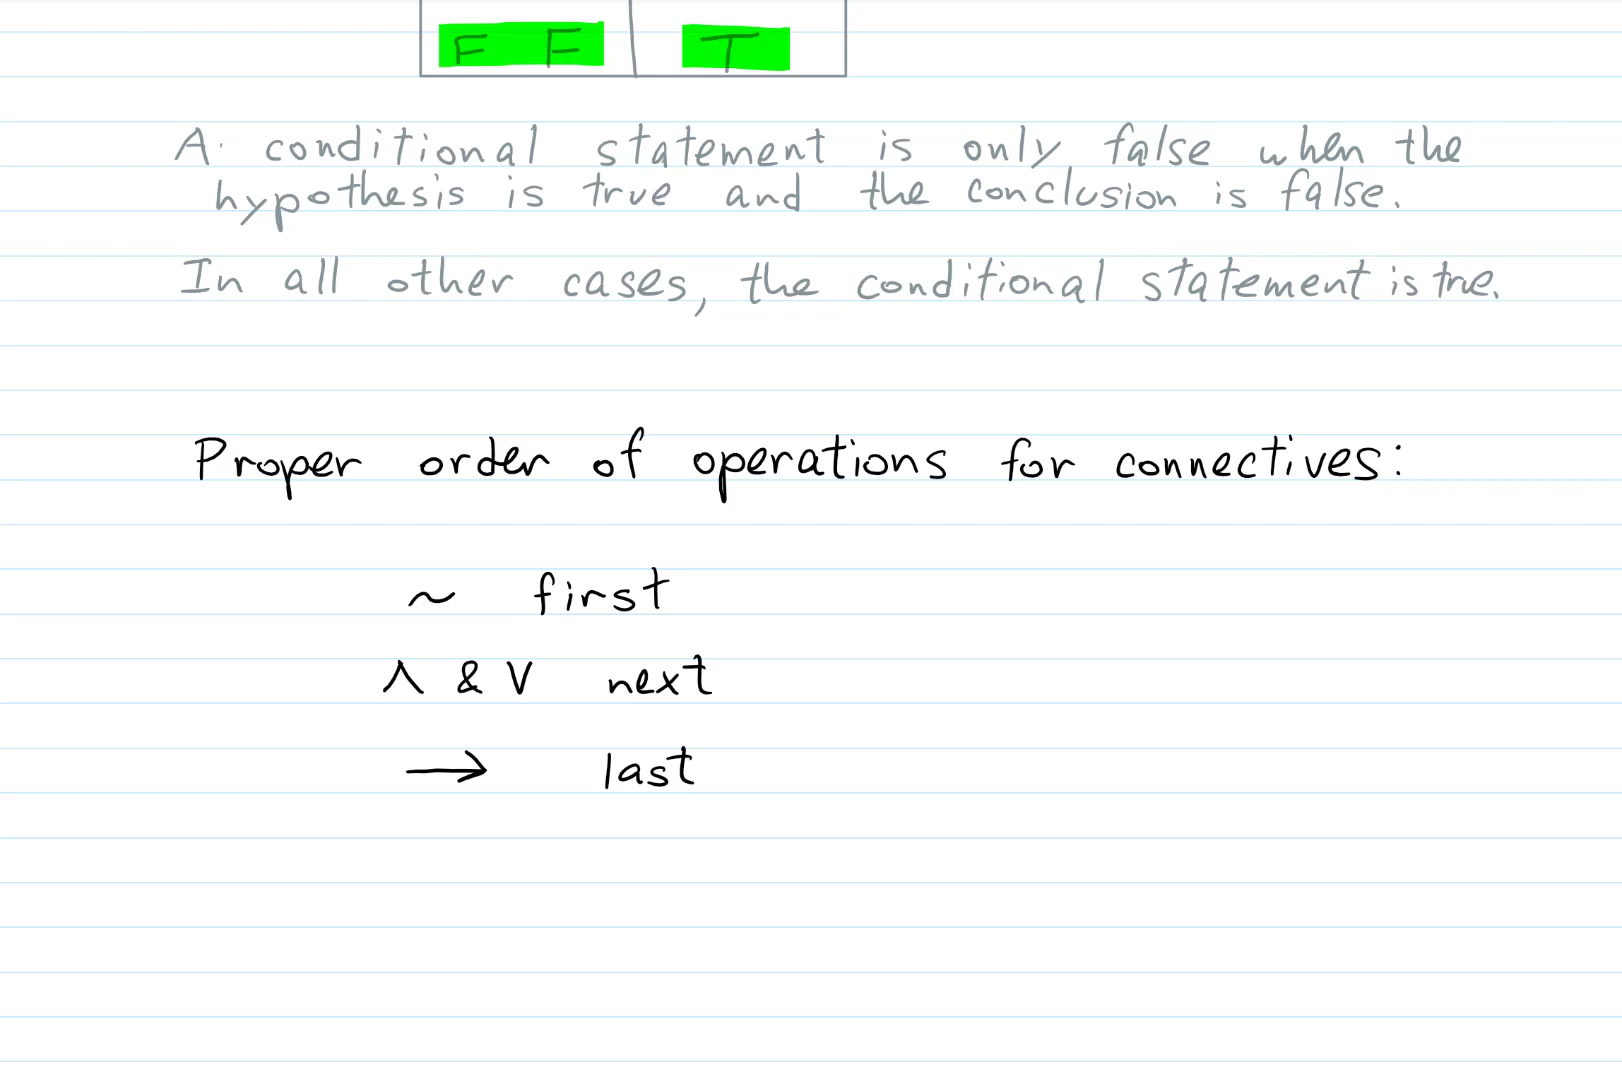 F F T
A conditional statement is only false when the
hypothesis is true and the conclusion is false.
In all other cases, the conditional statement is true.
Proper order of operations for connectives:
~ first
∧ & ∨ next
→ last